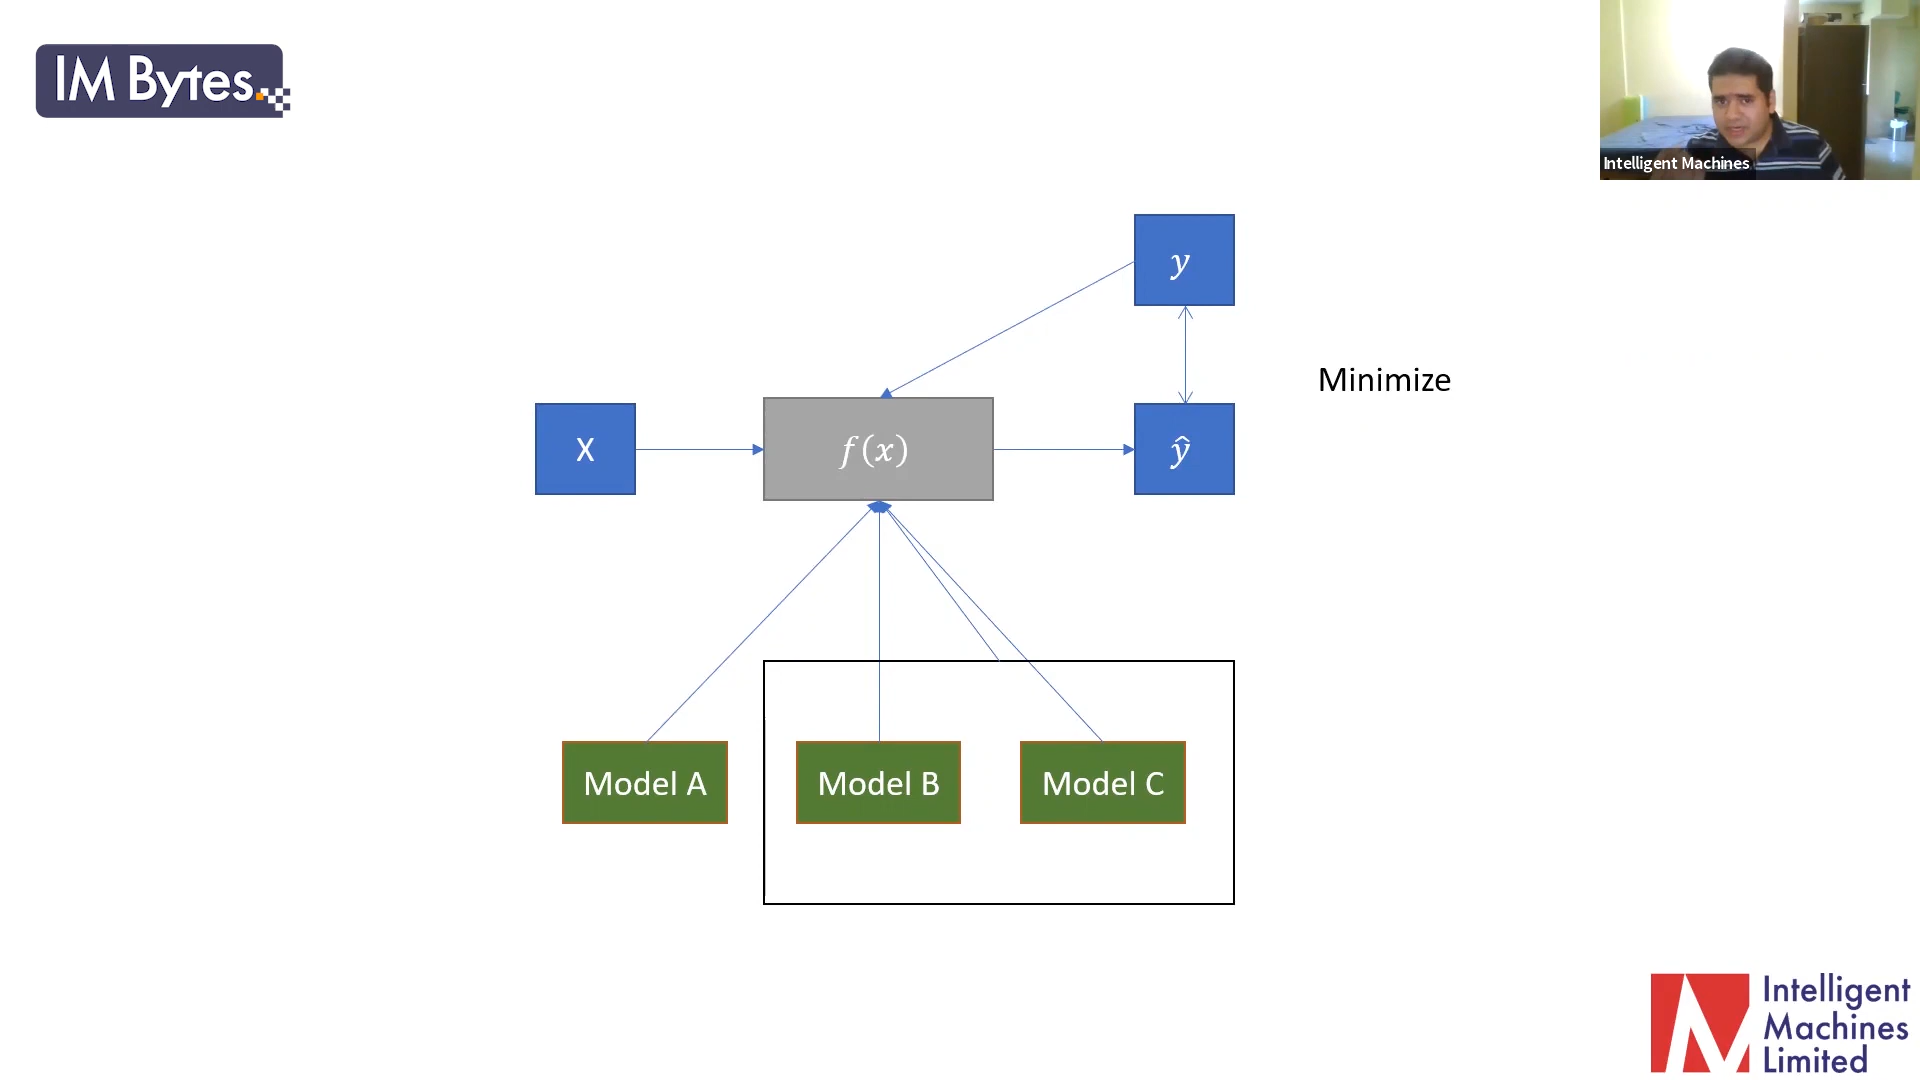 IM Bytes.
Intelligent Machines
y
Minimize
X
f(x)
ŷ
Model A
Model B
Model C
Intelligent
Machines
Limited